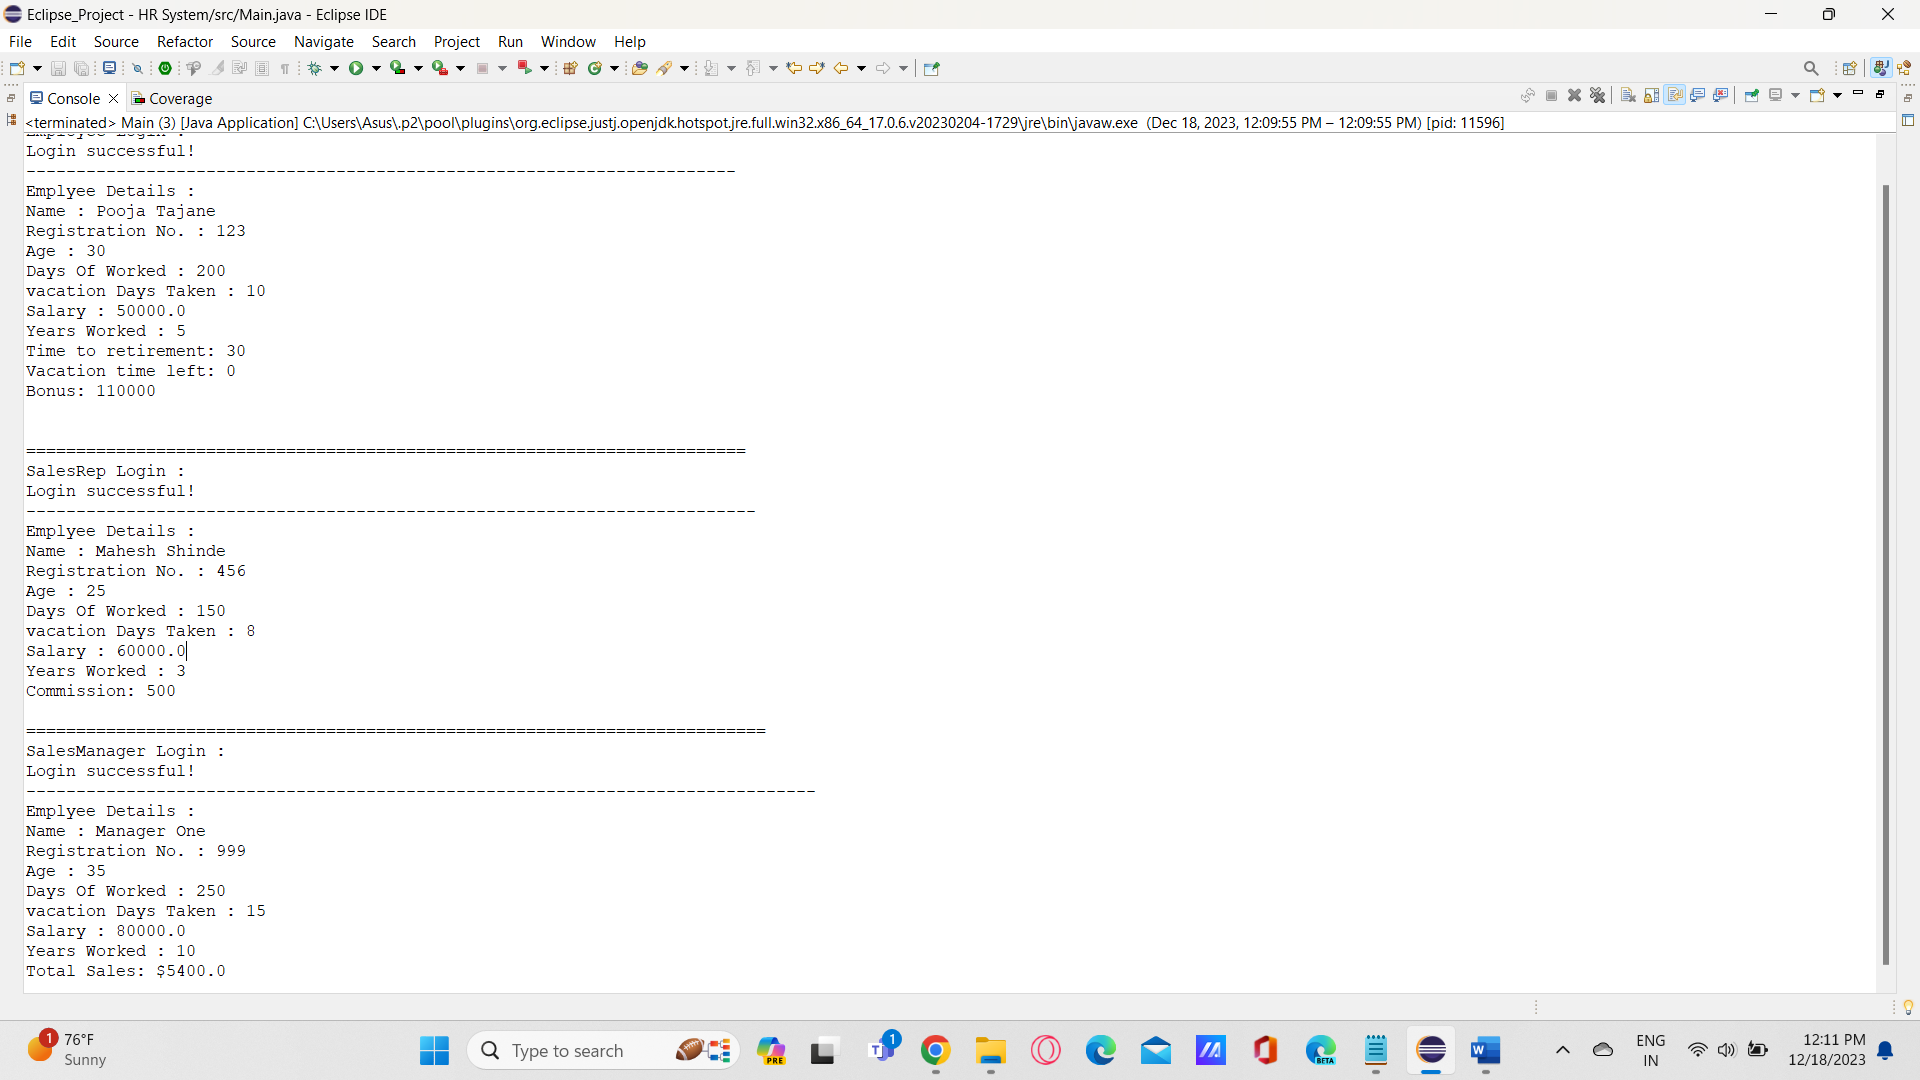 Eclipse_Project - HR System/src/Main.java - Eclipse IDE
File Edit Source Refactor Source Navigate Search Project Run Window Help
Console Coverage
<terminated> Main (3) [Java Application] C:\Users\Asus\.p2\pool\plugins\org.eclipse.justj.openjdk.hotspot.jre.full.win32.x86_64_17.0.6.v20230204-1729\jre\bin\javaw.exe (Dec 18, 2023, 12:09:55 PM – 12:09:55 PM) [pid: 11596]
Employee Login :
Login successful!
-----------------------------------------------------------------------
Emplyee Details :
Name : Pooja Tajane
Registration No. : 123
Age : 30
Days Of Worked : 200
vacation Days Taken : 10
Salary : 50000.0
Years Worked : 5
Time to retirement: 30
Vacation time left: 0
Bonus: 110000
========================================================================
SalesRep Login :
Login successful!
-------------------------------------------------------------------------
Emplyee Details :
Name : Mahesh Shinde
Registration No. : 456
Age : 25
Days Of Worked : 150
vacation Days Taken : 8
Salary : 60000.0
Years Worked : 3
Commission: 500
==========================================================================
SalesManager Login :
Login successful!
-------------------------------------------------------------------------------
Emplyee Details :
Name : Manager One
Registration No. : 999
Age : 35
Days Of Worked : 250
vacation Days Taken : 15
Salary : 80000.0
Years Worked : 10
Total Sales: $5400.0
1
76°F
Sunny
Type to search
PRE
1
BETA
ENG
IN
12:11 PM
12/18/2023